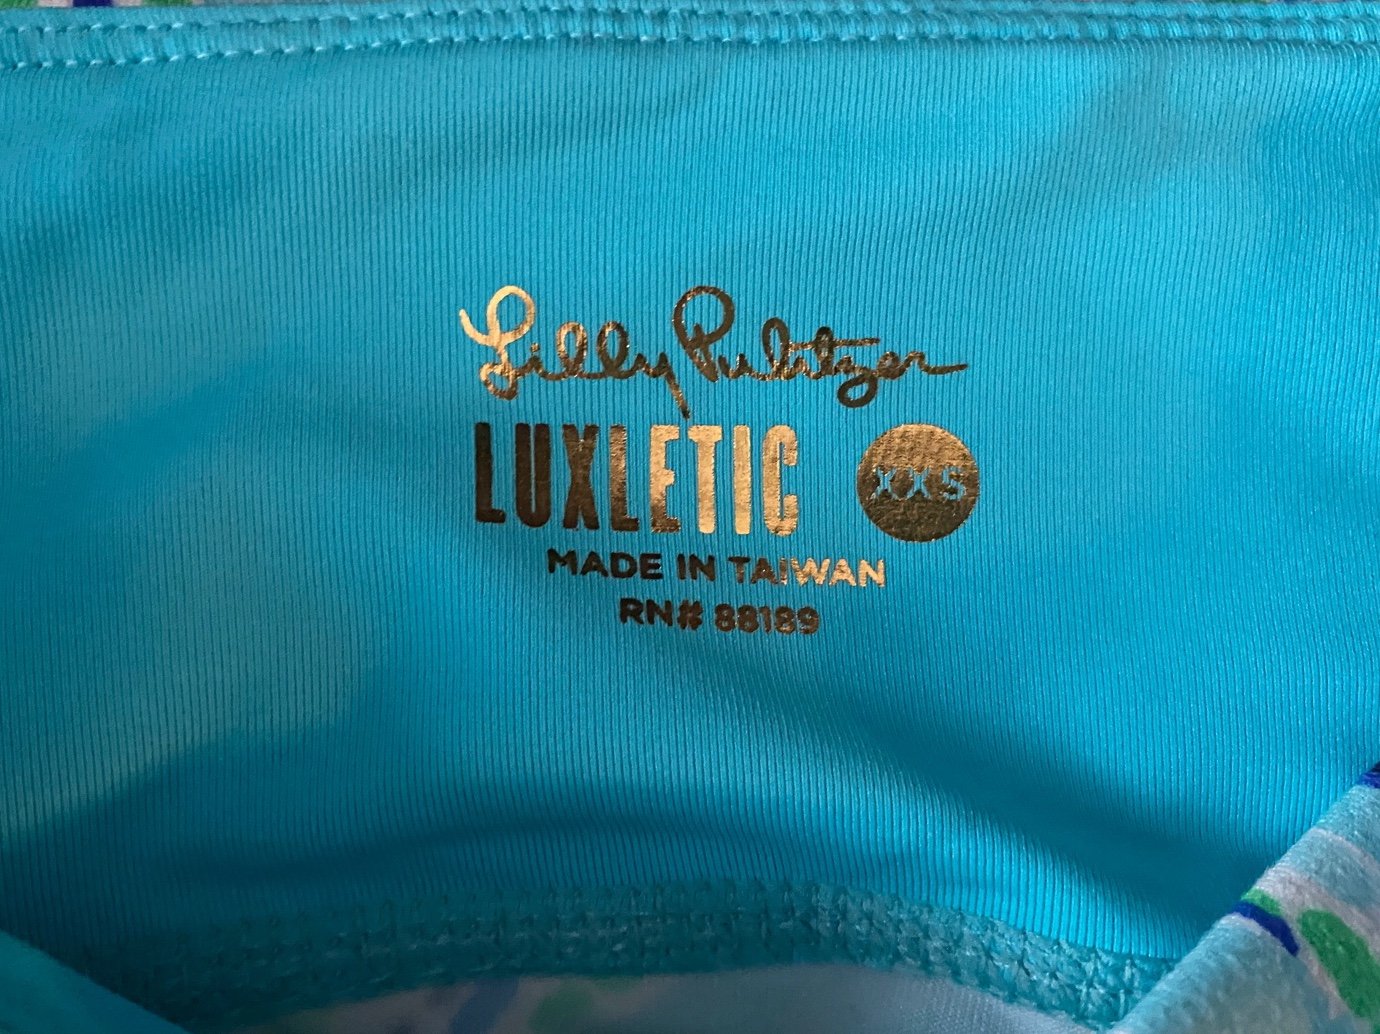 Lilly Pulitzer
LUXLETIC XXS
MADE IN TAIWAN
RN# 88189